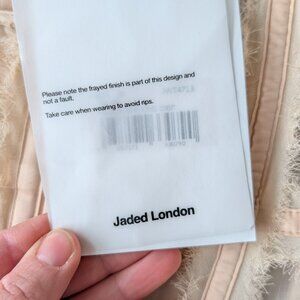 Please note the frayed finish is part of this design and
not a fault.
Take care when wearing to avoid rips.
Jaded London